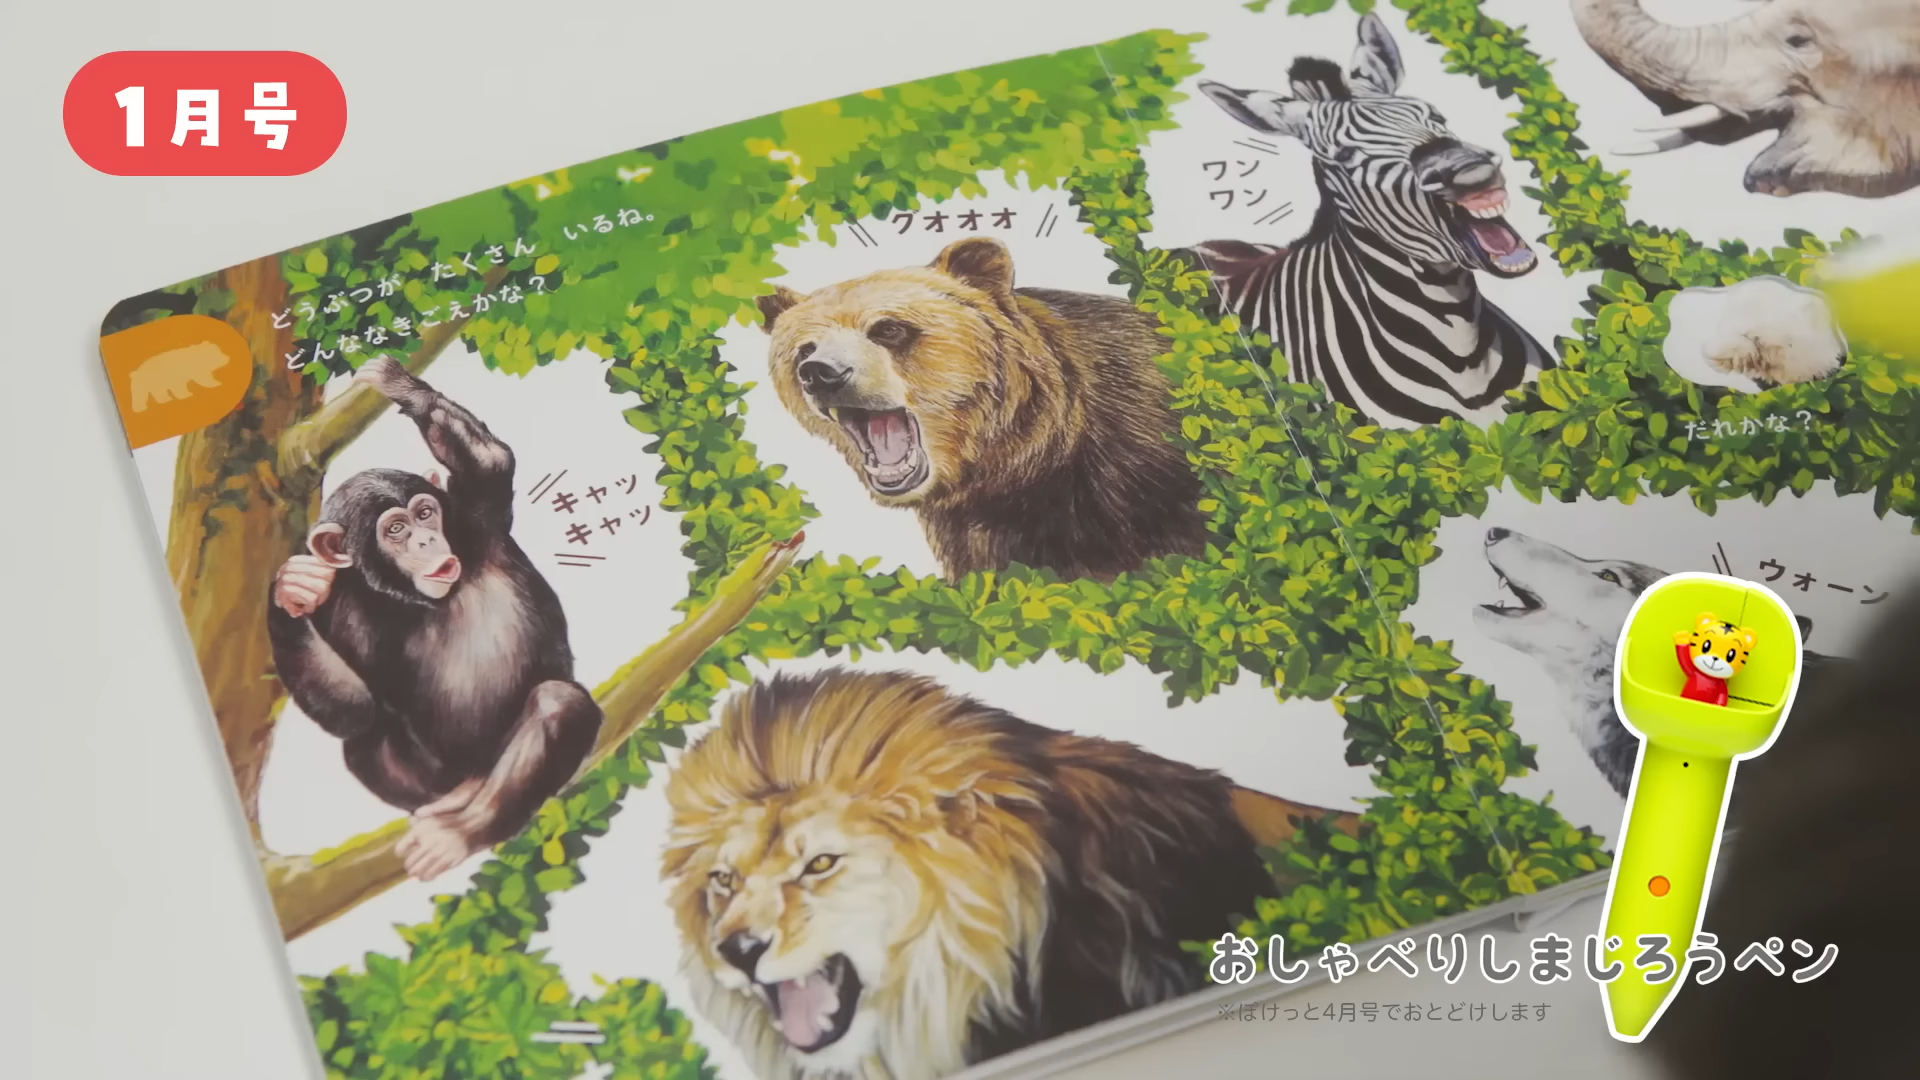 1月号
どうぶつが たくさん いるね。
どんななきごえかな?
キャッ
キャッ
グオオオ
ワン
ワン
だれかな?
ウォーン
おしゃべりしまじろうペン
※ぽけっと4月号でおとどけします